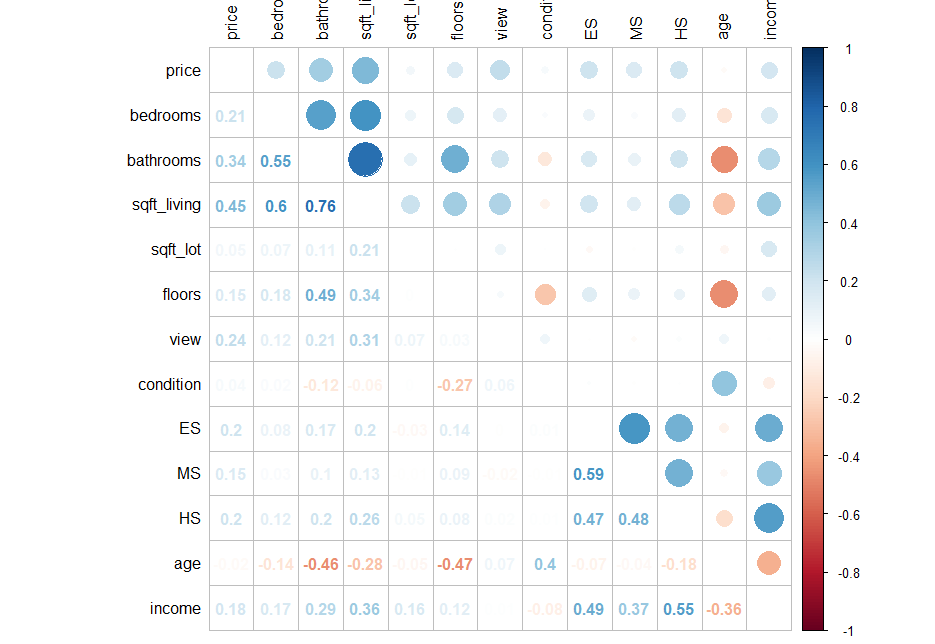 price bedro bathro sqft_li sqft_lo floors view condi ES MS HS age incom
price
bedrooms 0.21
bathrooms 0.34 0.55
sqft_living 0.45 0.6 0.76
sqft_lot 0.05 0.07 0.11 0.21
floors 0.15 0.18 0.49 0.34
view 0.24 0.12 0.21 0.31 0.07 0.03
condition 0.04 0.02 -0.12 -0.06 -0.27 0.06
ES 0.2 0.08 0.17 0.2 -0.03 0.14
MS 0.15 0.03 0.1 0.13 0.09 -0.02 0.59
HS 0.2 0.12 0.2 0.26 0.05 0.08 0.47 0.48
age -0.02 -0.14 -0.46 -0.28 -0.05 -0.47 0.07 0.4 -0.07 -0.04 -0.18
income 0.18 0.17 0.29 0.36 0.16 0.12 -0.08 0.49 0.37 0.55 -0.36
1
0.8
0.6
0.4
0.2
0
-0.2
-0.4
-0.6
-0.8
-1